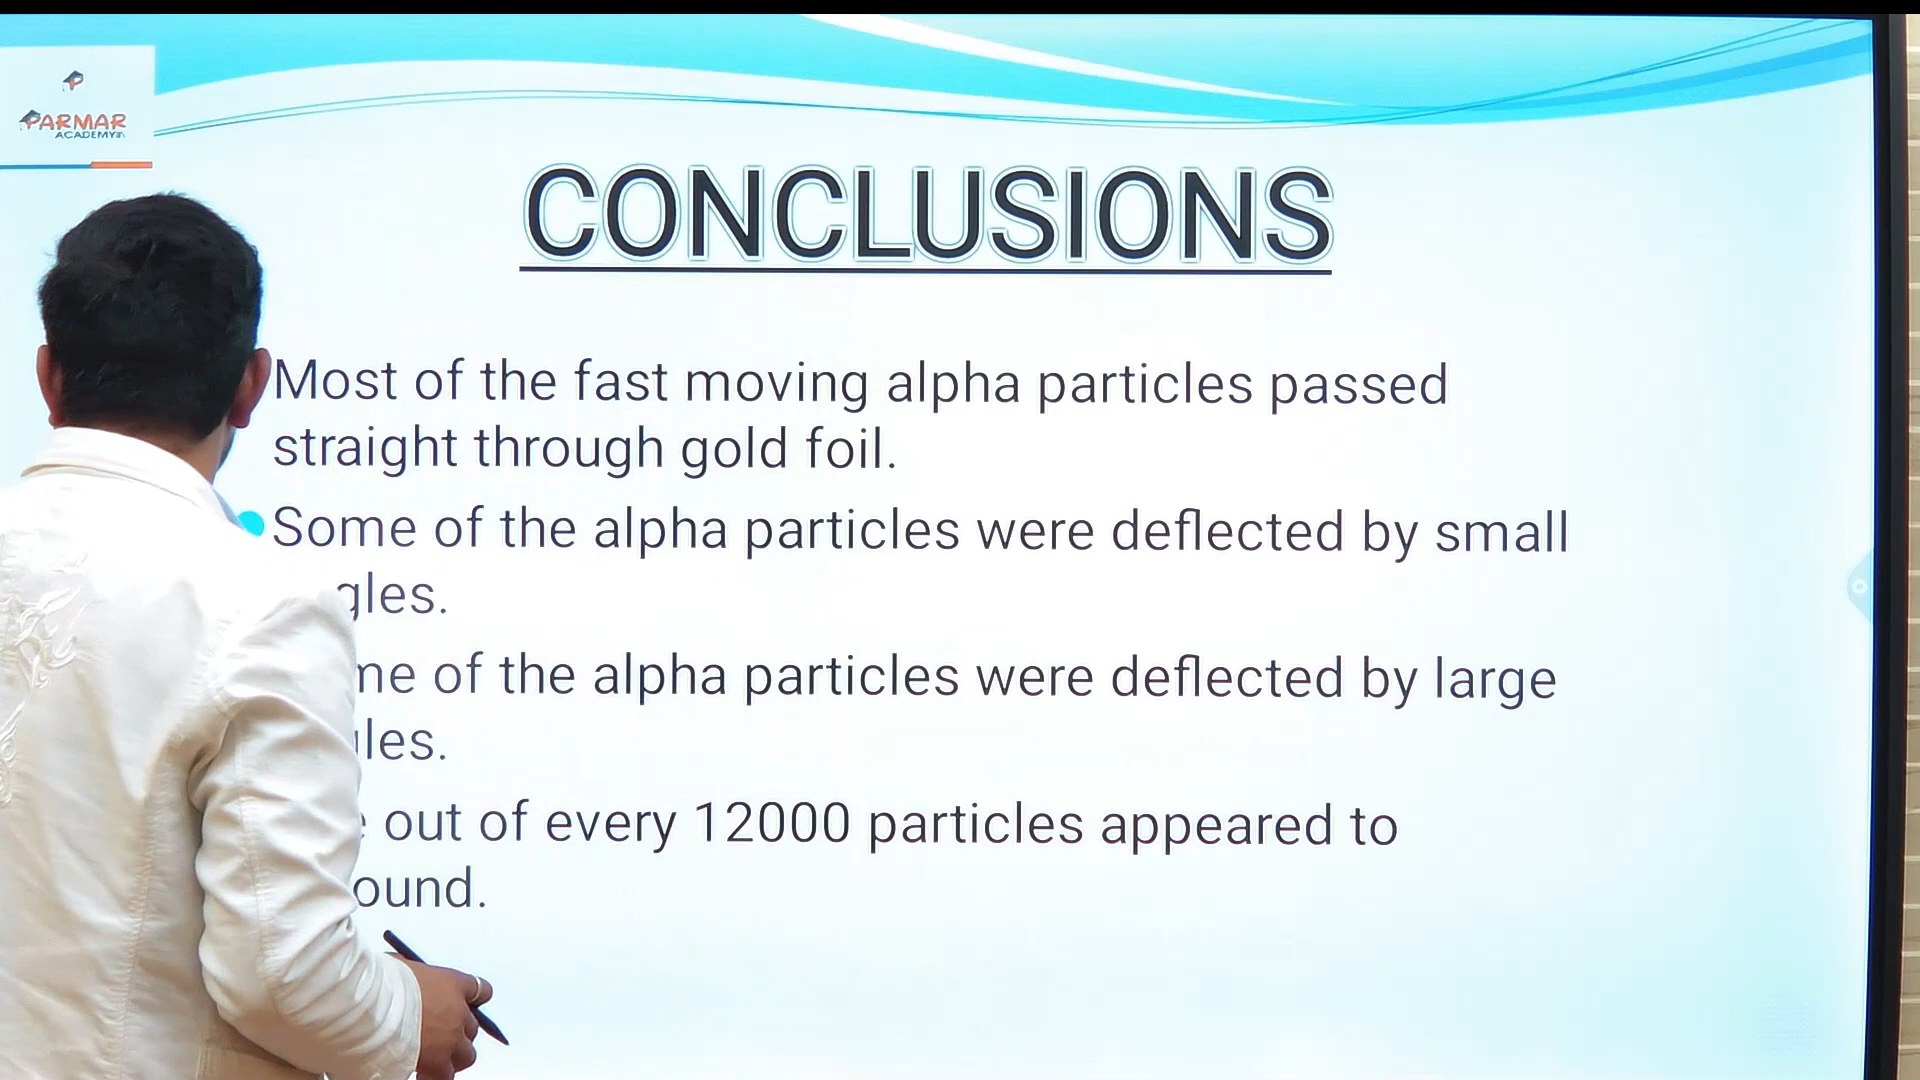 PARMAR
ACADEMY
CONCLUSIONS
Most of the fast moving alpha particles passed
straight through gold foil.
Some of the alpha particles were deflected by small
gles.
me of the alpha particles were deflected by large
les.
out of every 12000 particles appeared to
ound.